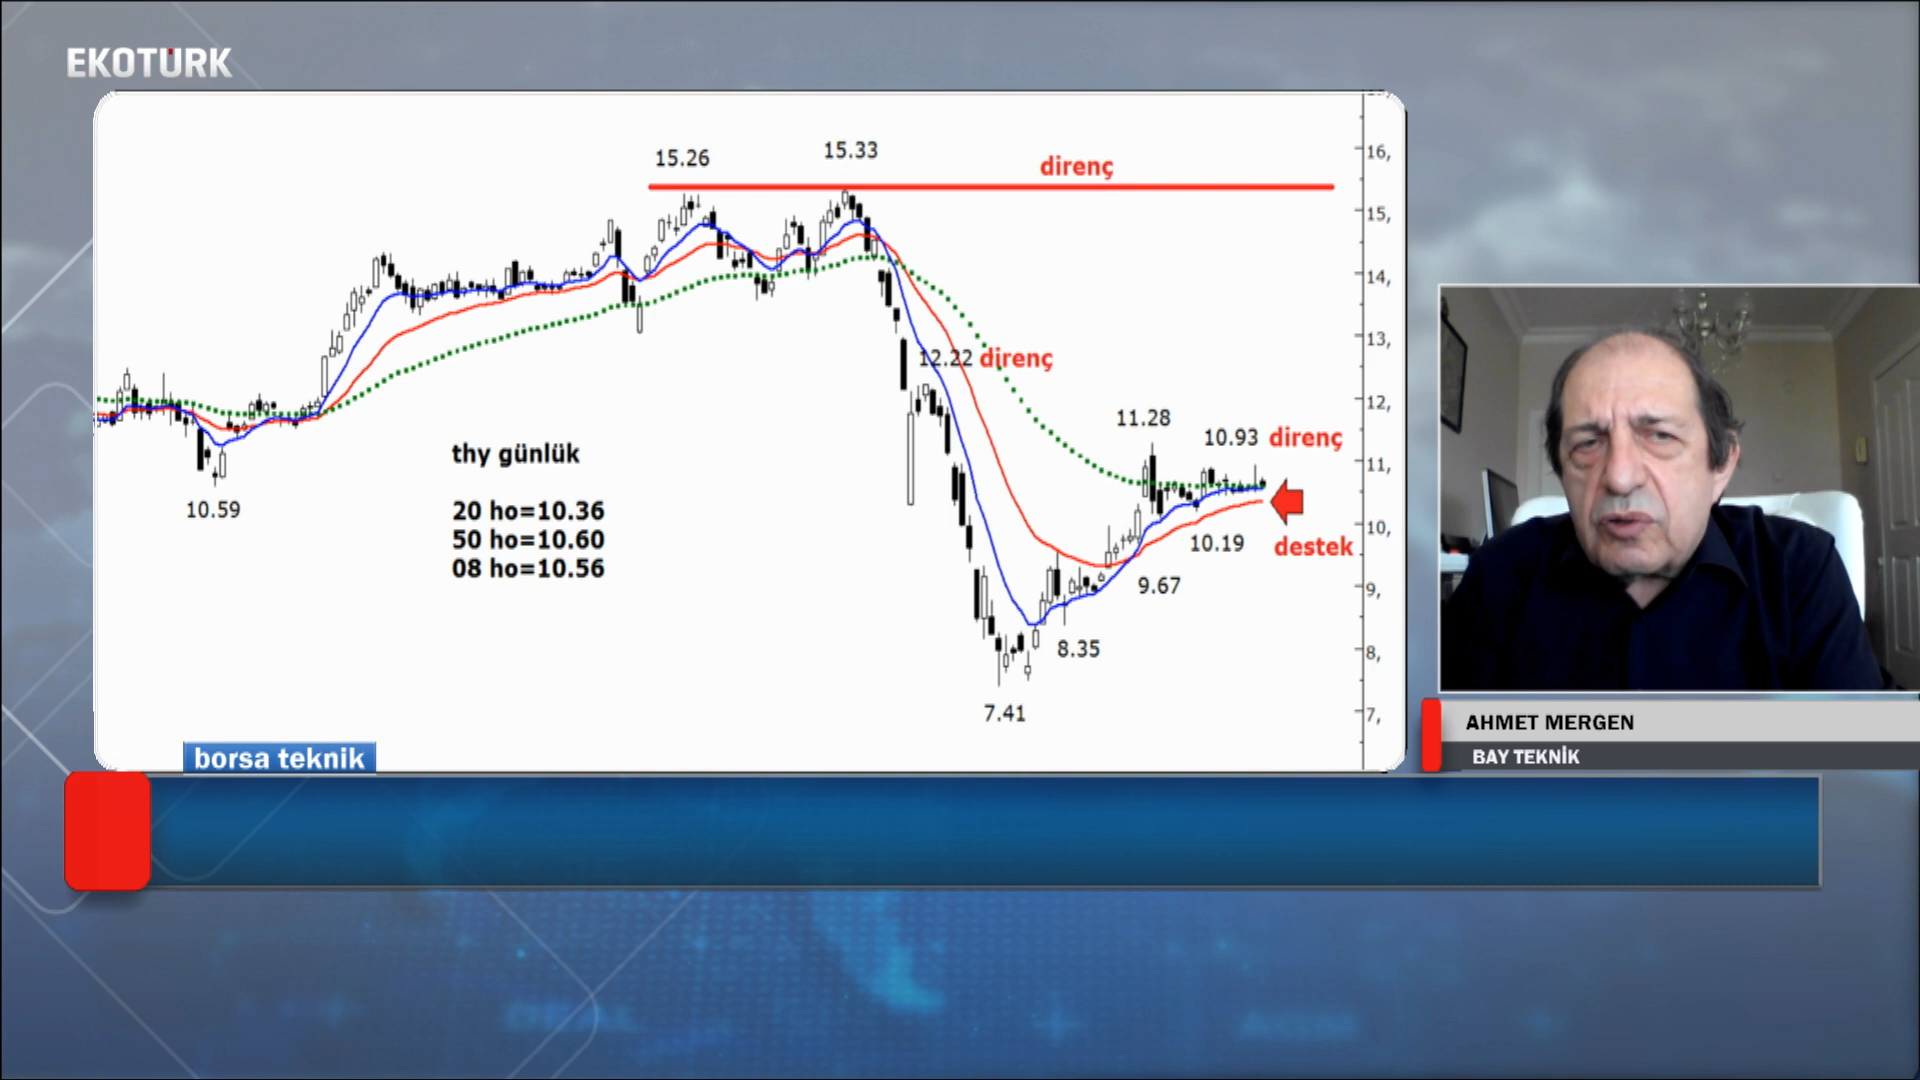 EKOTÜRK
15.26
15.33
direnç
16,
15,
14,
13,
12.22 direnç
12,
11.28
10.93 direnç
11,
thy günlük
10.59
20 ho=10.36
50 ho=10.60
08 ho=10.56
10,
10.19
destek
9.67
9,
8.35
8,
7.41
7,
borsa teknik
AHMET MERGEN
BAY TEKNİK